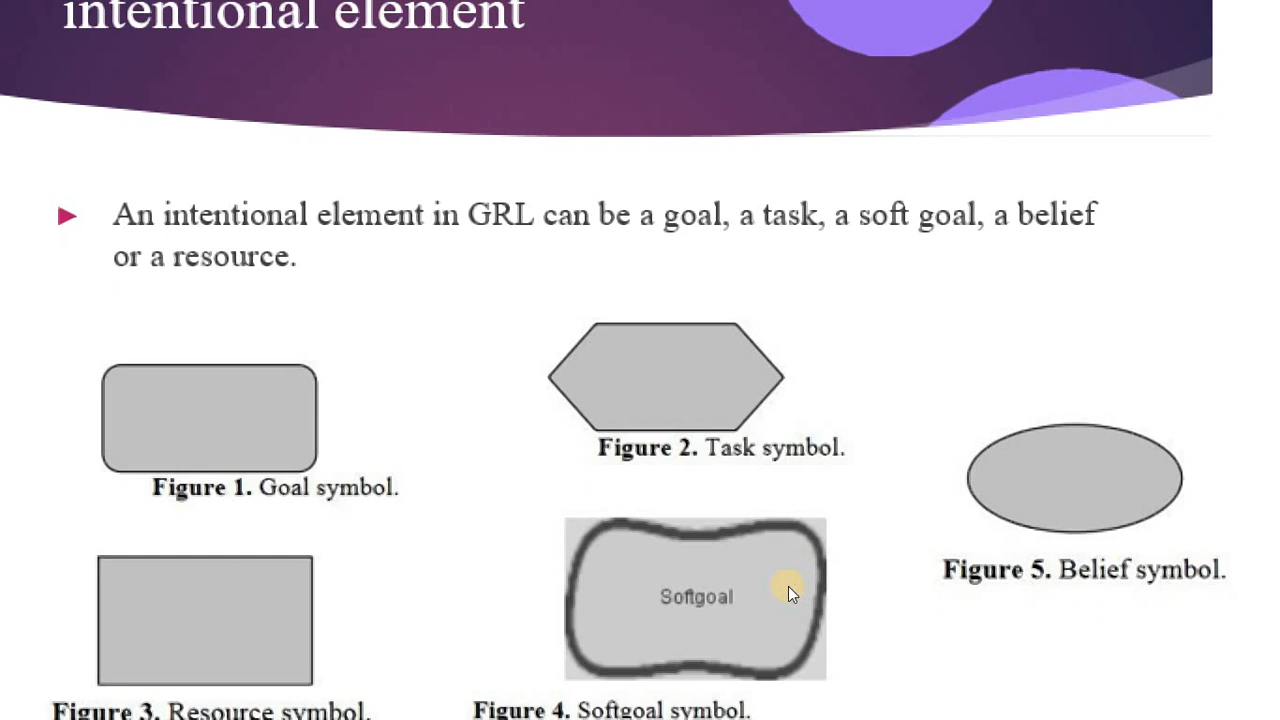 intentional element
An intentional element in GRL can be a goal, a task, a soft goal, a belief
or a resource.
Figure 1. Goal symbol.
Figure 2. Task symbol.
Figure 5. Belief symbol.
Softgoal
Figure 3. Resource symbol.
Figure 4. Softgoal symbol.